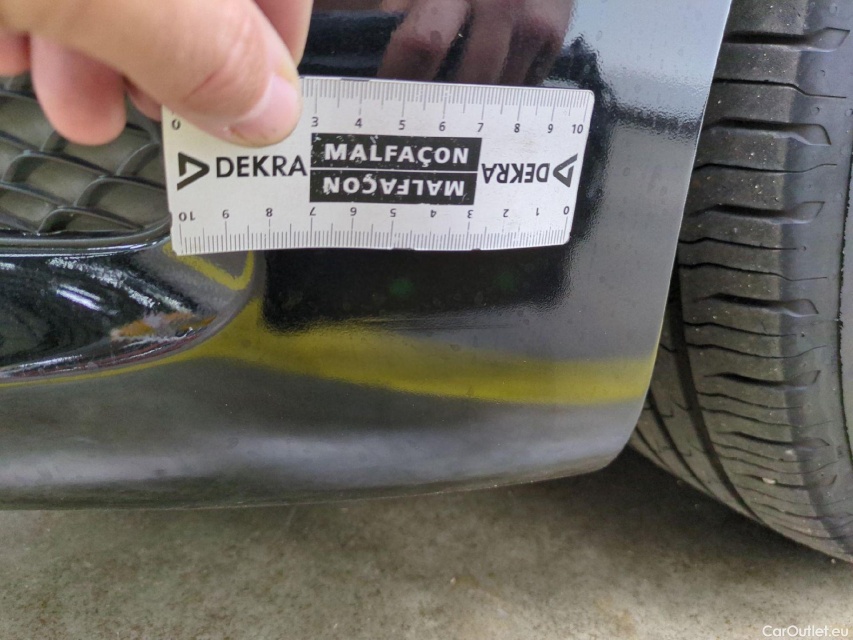 0 3 4 5 6 7 8 9 10
DEKRA MALFAÇON DEKRA
MALFAÇON
10 9 8 7 6 5 4 3 2 1 0
CarOutlet.eu